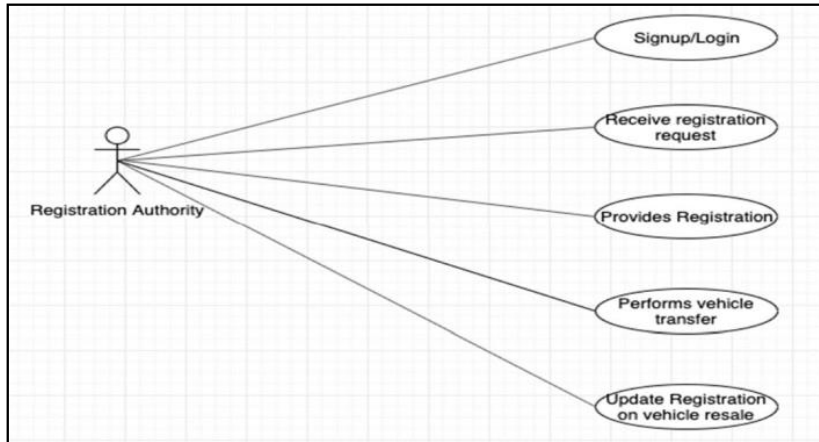 Signup/Login
Receive registration
request
Registration Authority
Provides Registration
Performs vehicle
transfer
Update Registration
on vehicle resale